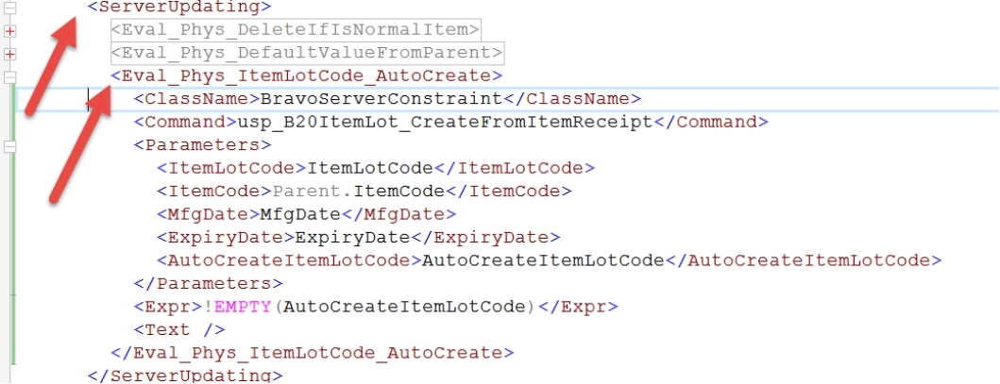 <ServerUpdating>
<Eval_Phys_DeleteIfIsNormalItem>
<Eval_Phys_DefaultValueFromParent>
<Eval_Phys_ItemLotCode_AutoCreate>
<ClassName>BravoServerConstraint</ClassName>
<Command>usp_B20ItemLot_CreateFromItemReceipt</Command>
<Parameters>
<ItemLotCode>ItemLotCode</ItemLotCode>
<ItemCode>Parent.ItemCode</ItemCode>
<MfgDate>MfgDate</MfgDate>
<ExpiryDate>ExpiryDate</ExpiryDate>
<AutoCreateItemLotCode>AutoCreateItemLotCode</AutoCreateItemLotCode>
</Parameters>
<Expr>!EMPTY(AutoCreateItemLotCode)</Expr>
<Text />
</Eval_Phys_ItemLotCode_AutoCreate>
</ServerUpdating>